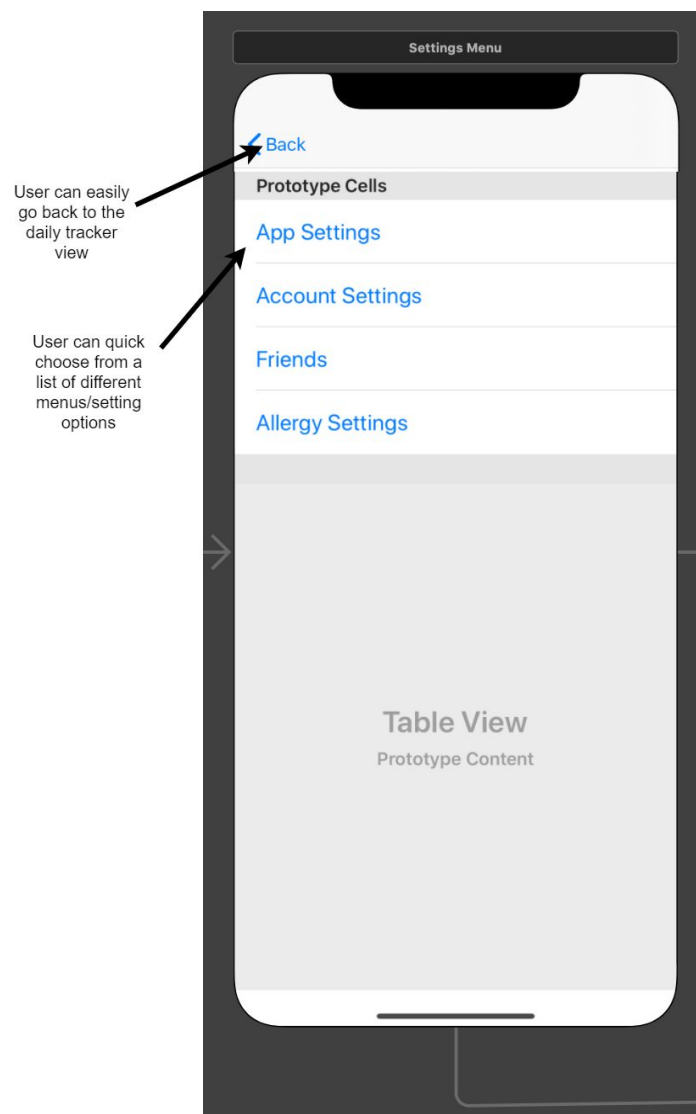 Settings Menu
Back
User can easily
go back to the
daily tracker
view
Prototype Cells
App Settings
Account Settings
User can quick
choose from a
list of different
menus/setting
options
Friends
Allergy Settings
Table View
Prototype Content